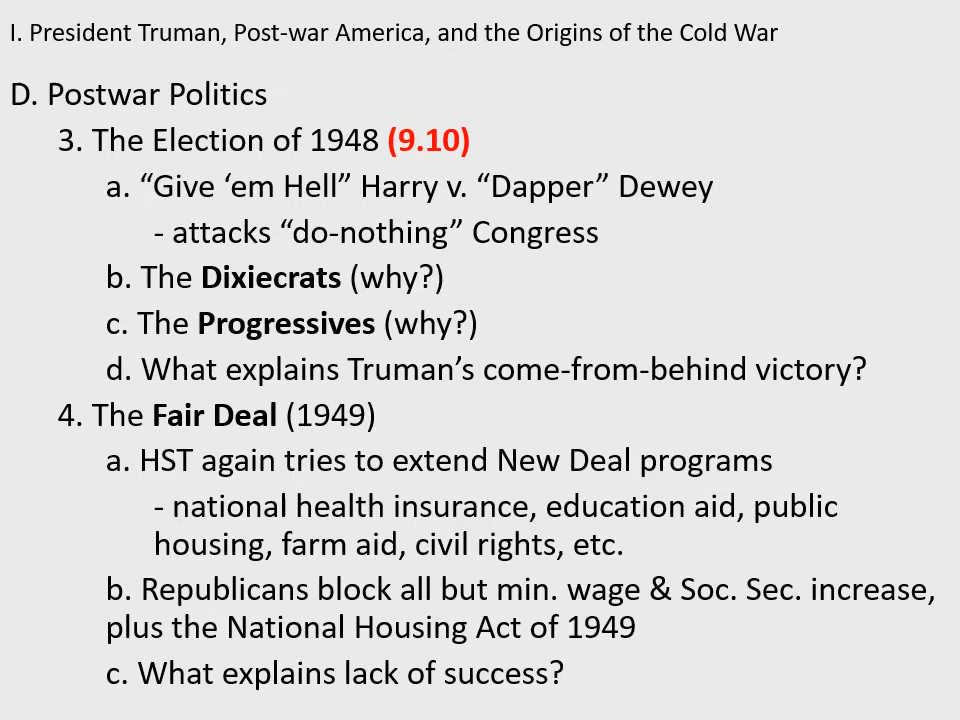 I. President Truman, Post-war America, and the Origins of the Cold War
D. Postwar Politics
3. The Election of 1948 (9.10)
a. “Give ‘em Hell” Harry v. “Dapper” Dewey
- attacks “do-nothing” Congress
b. The Dixiecrats (why?)
c. The Progressives (why?)
d. What explains Truman’s come-from-behind victory?
4. The Fair Deal (1949)
a. HST again tries to extend New Deal programs
- national health insurance, education aid, public
housing, farm aid, civil rights, etc.
b. Republicans block all but min. wage & Soc. Sec. increase,
plus the National Housing Act of 1949
c. What explains lack of success?